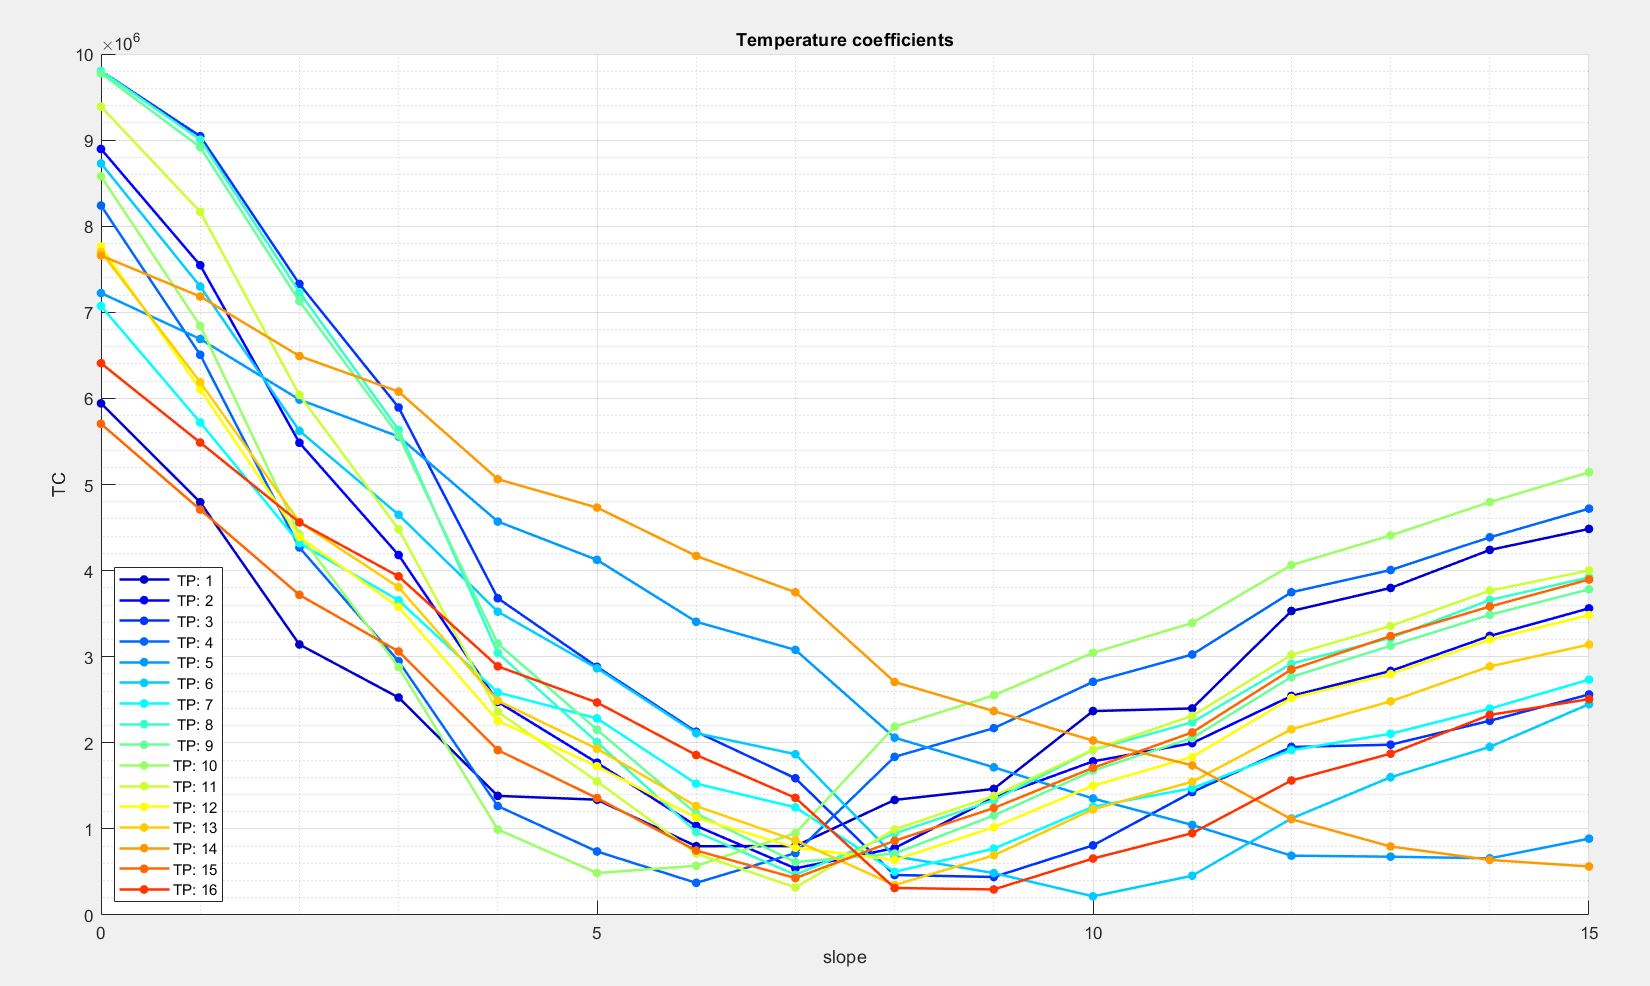 Temperature coefficients
×10⁶
10
9
8
7
6
5
4
3
2
1
0
TC
TP: 1
TP: 2
TP: 3
TP: 4
TP: 5
TP: 6
TP: 7
TP: 8
TP: 9
TP: 10
TP: 11
TP: 12
TP: 13
TP: 14
TP: 15
TP: 16
0 5 10 15
slope